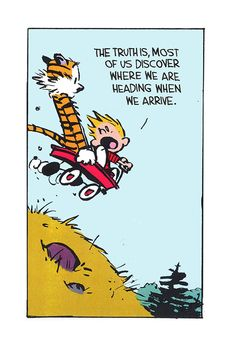 THE TRUTH IS, MOST
OF US DISCOVER
WHERE WE ARE
HEADING WHEN
WE ARRIVE.